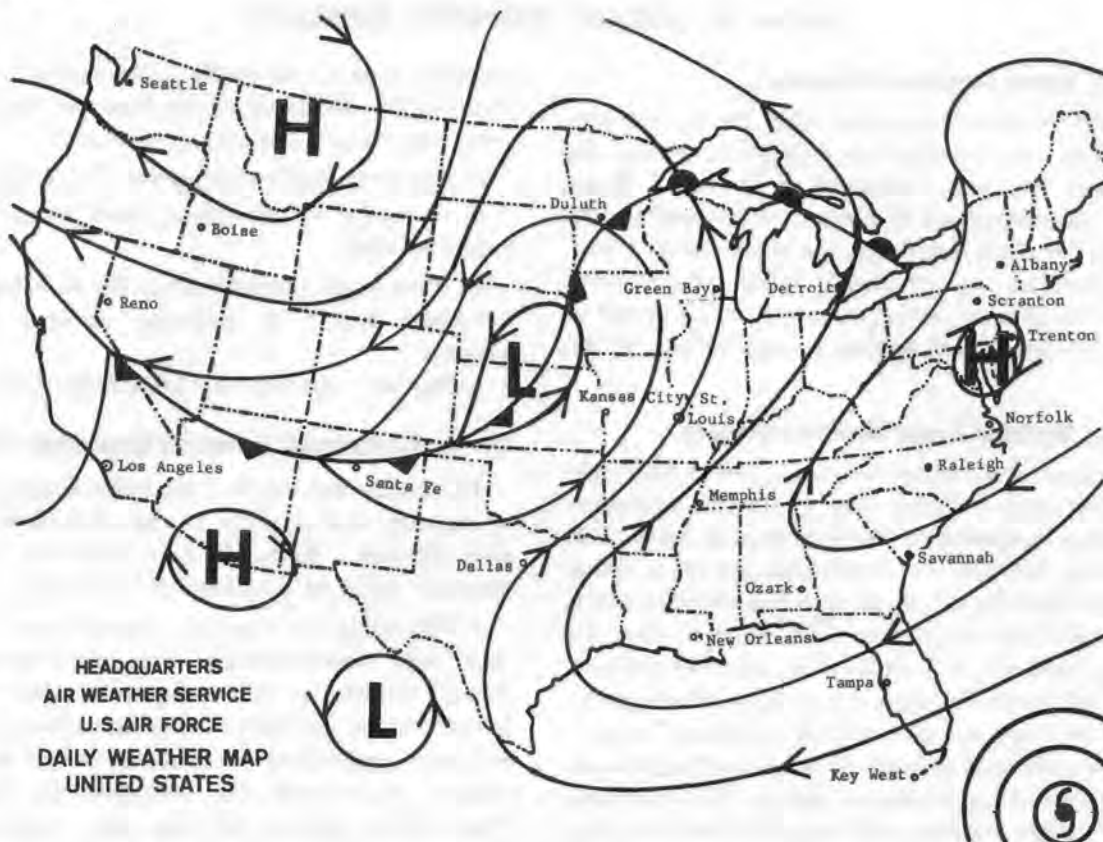 Seattle
H
Duluth
Boise
Albany
Green Bay
Detroit
Reno
Scranton
Trenton
H
L
Kansas City St.
Louis
Norfolk
Los Angeles
Santa Fe
Raleigh
Memphis
H
Dallas
Savannah
Ozark
New Orleans
HEADQUARTERS
AIR WEATHER SERVICE
U.S. AIR FORCE
DAILY WEATHER MAP
UNITED STATES
L
Tampa
Key West